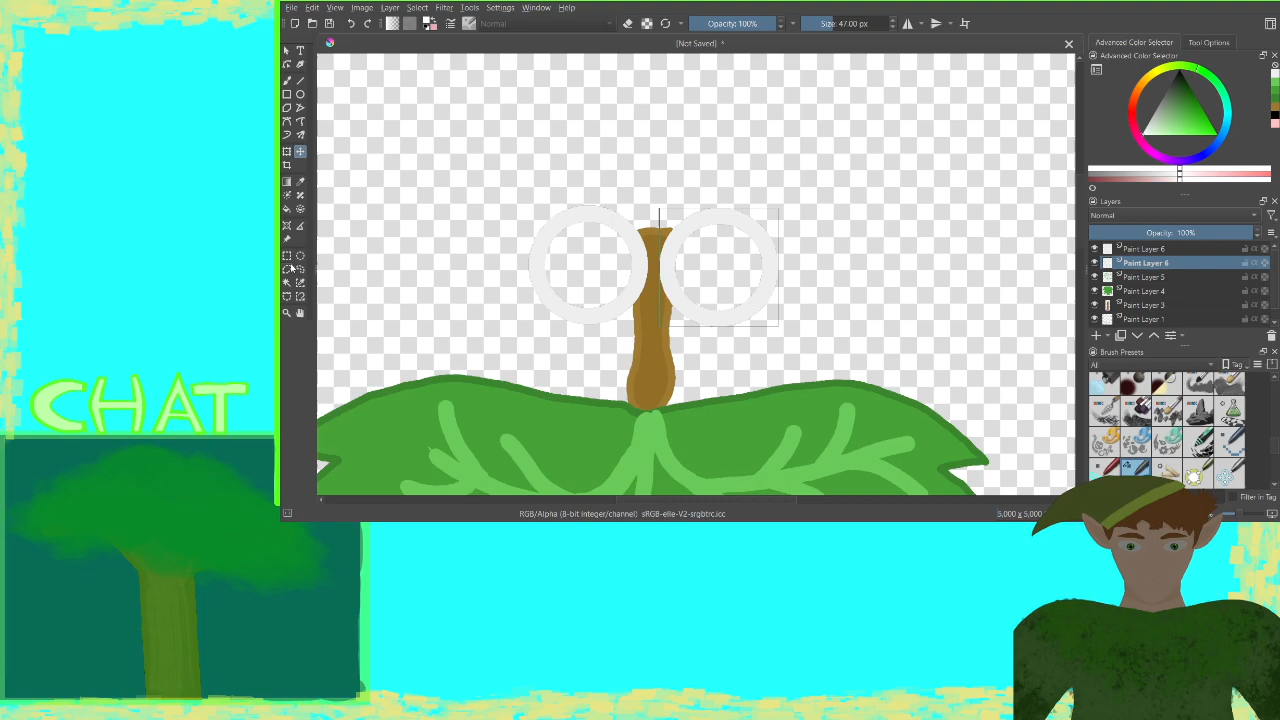 File Edit View Image Layer Select Filter Tools Settings Window Help
Normal Opacity: 100% Size: 47.00 px
[Not Saved] *
Advanced Color Selector Tool Options
Advanced Color Selector
Layers
Normal
Opacity: 100%
Paint Layer 6
Paint Layer 6
Paint Layer 5
Paint Layer 4
Paint Layer 3
Paint Layer 1
Brush Presets
All Tag
Filter in Tag
RGB/Alpha (8-bit integer/channel) sRGB-elle-V2-srgbtrc.icc
5,000 x 5,000
CHAT